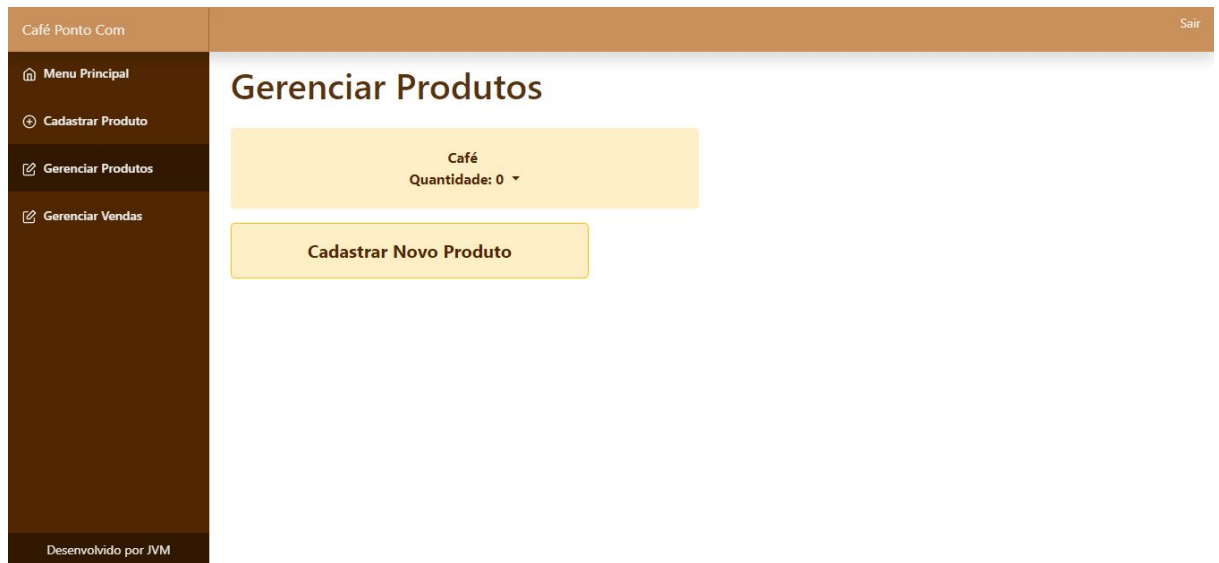 Café Ponto Com
Sair
Menu Principal
Cadastrar Produto
Gerenciar Produtos
Gerenciar Vendas
Desenvolvido por JVM
Gerenciar Produtos
Café
Quantidade: 0
Cadastrar Novo Produto